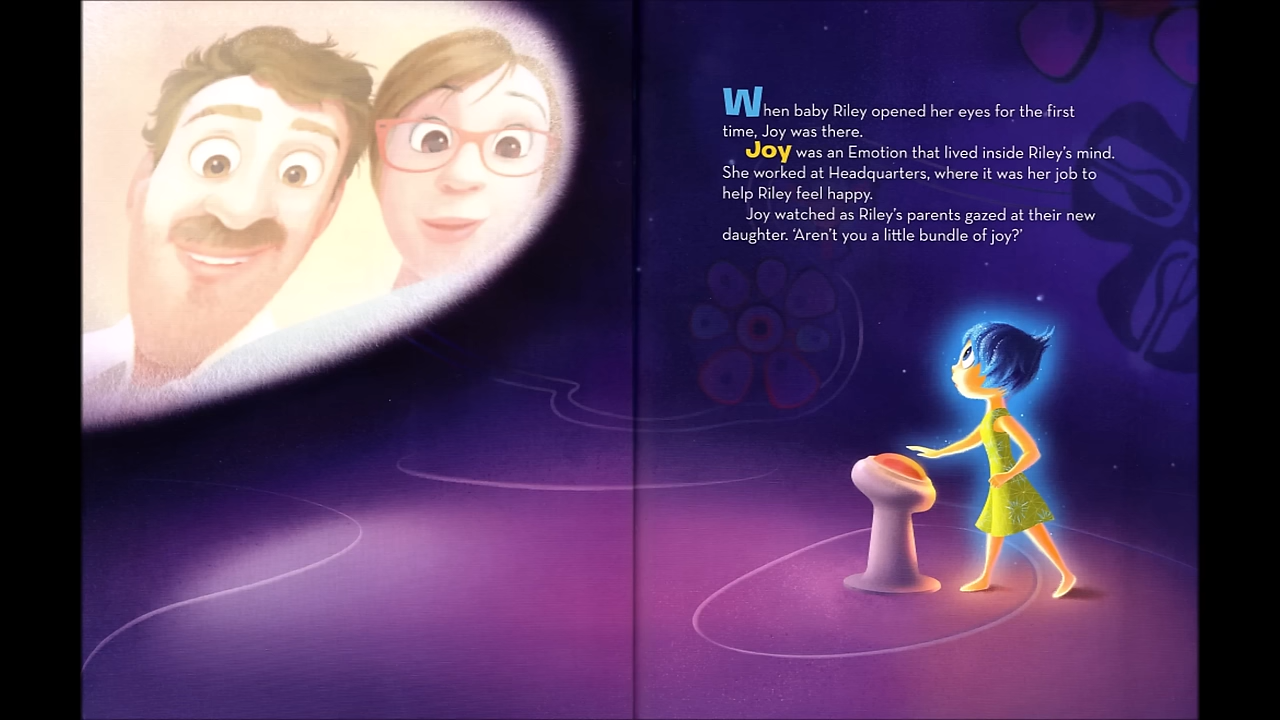 When baby Riley opened her eyes for the first
time, Joy was there.
Joy was an Emotion that lived inside Riley's mind.
She worked at Headquarters, where it was her job to
help Riley feel happy.
Joy watched as Riley's parents gazed at their new
daughter. ‘Aren't you a little bundle of joy?’